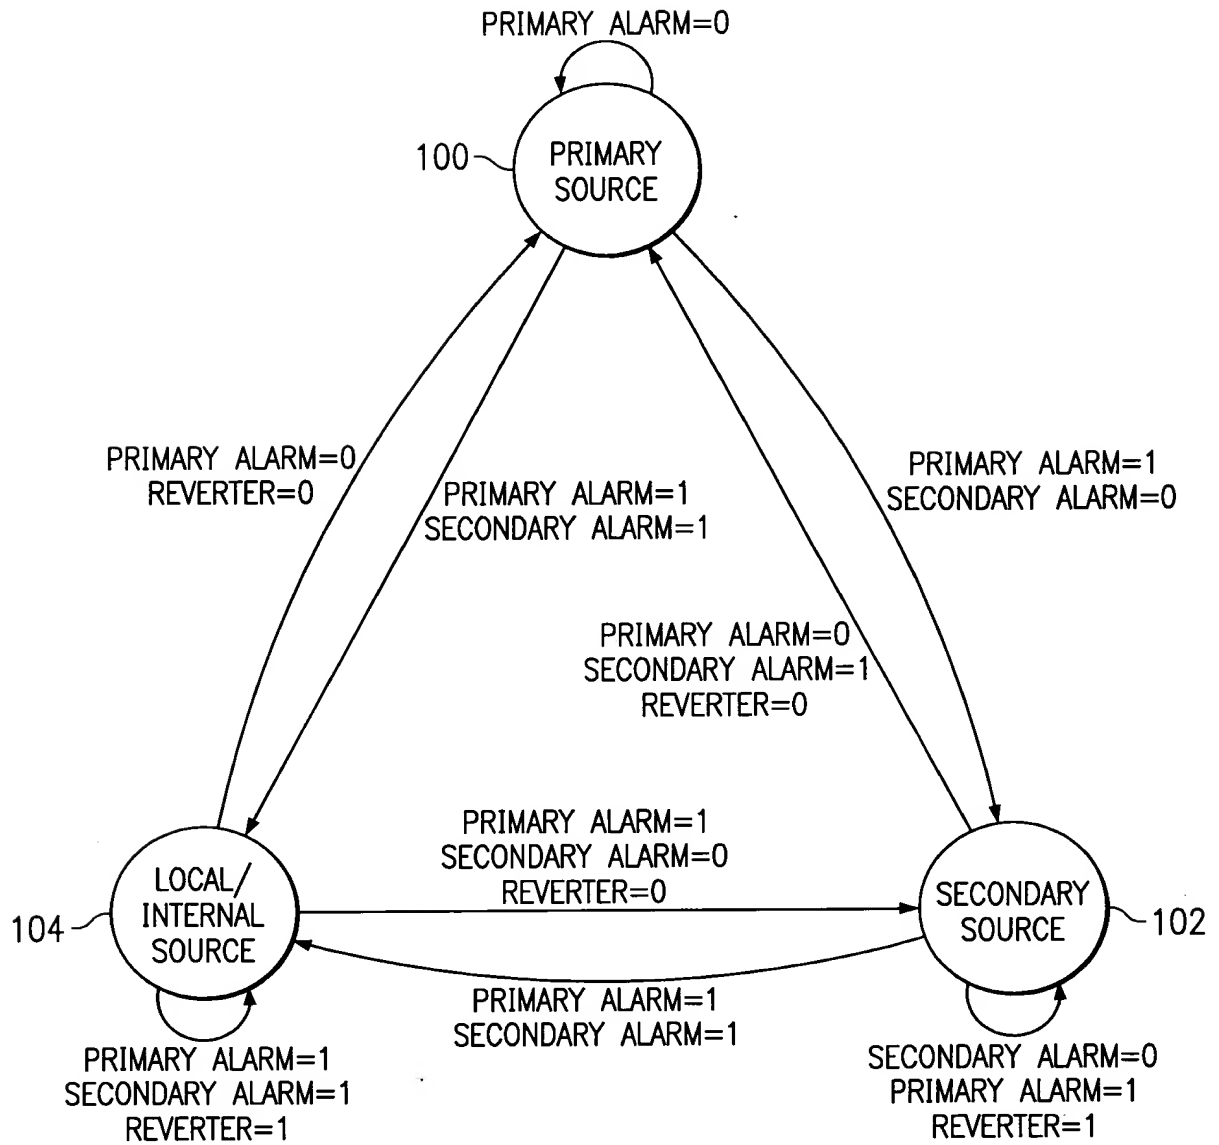 PRIMARY ALARM=0
100
PRIMARY
SOURCE
PRIMARY ALARM=0
REVERTER=0
PRIMARY ALARM=1
SECONDARY ALARM=1
PRIMARY ALARM=1
SECONDARY ALARM=0
PRIMARY ALARM=0
SECONDARY ALARM=1
REVERTER=0
PRIMARY ALARM=1
SECONDARY ALARM=0
REVERTER=0
104
LOCAL/
INTERNAL
SOURCE
SECONDARY
SOURCE
102
PRIMARY ALARM=1
SECONDARY ALARM=1
PRIMARY ALARM=1
SECONDARY ALARM=1
REVERTER=1
SECONDARY ALARM=0
PRIMARY ALARM=1
REVERTER=1